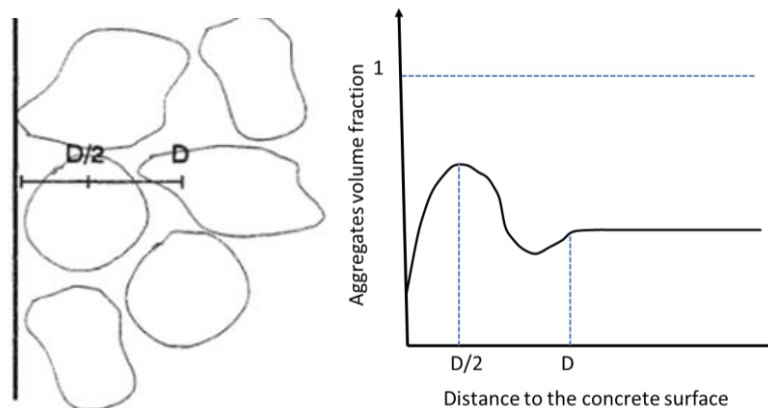 D/2
D
Aggregates volume fraction
1
D/2
D
Distance to the concrete surface